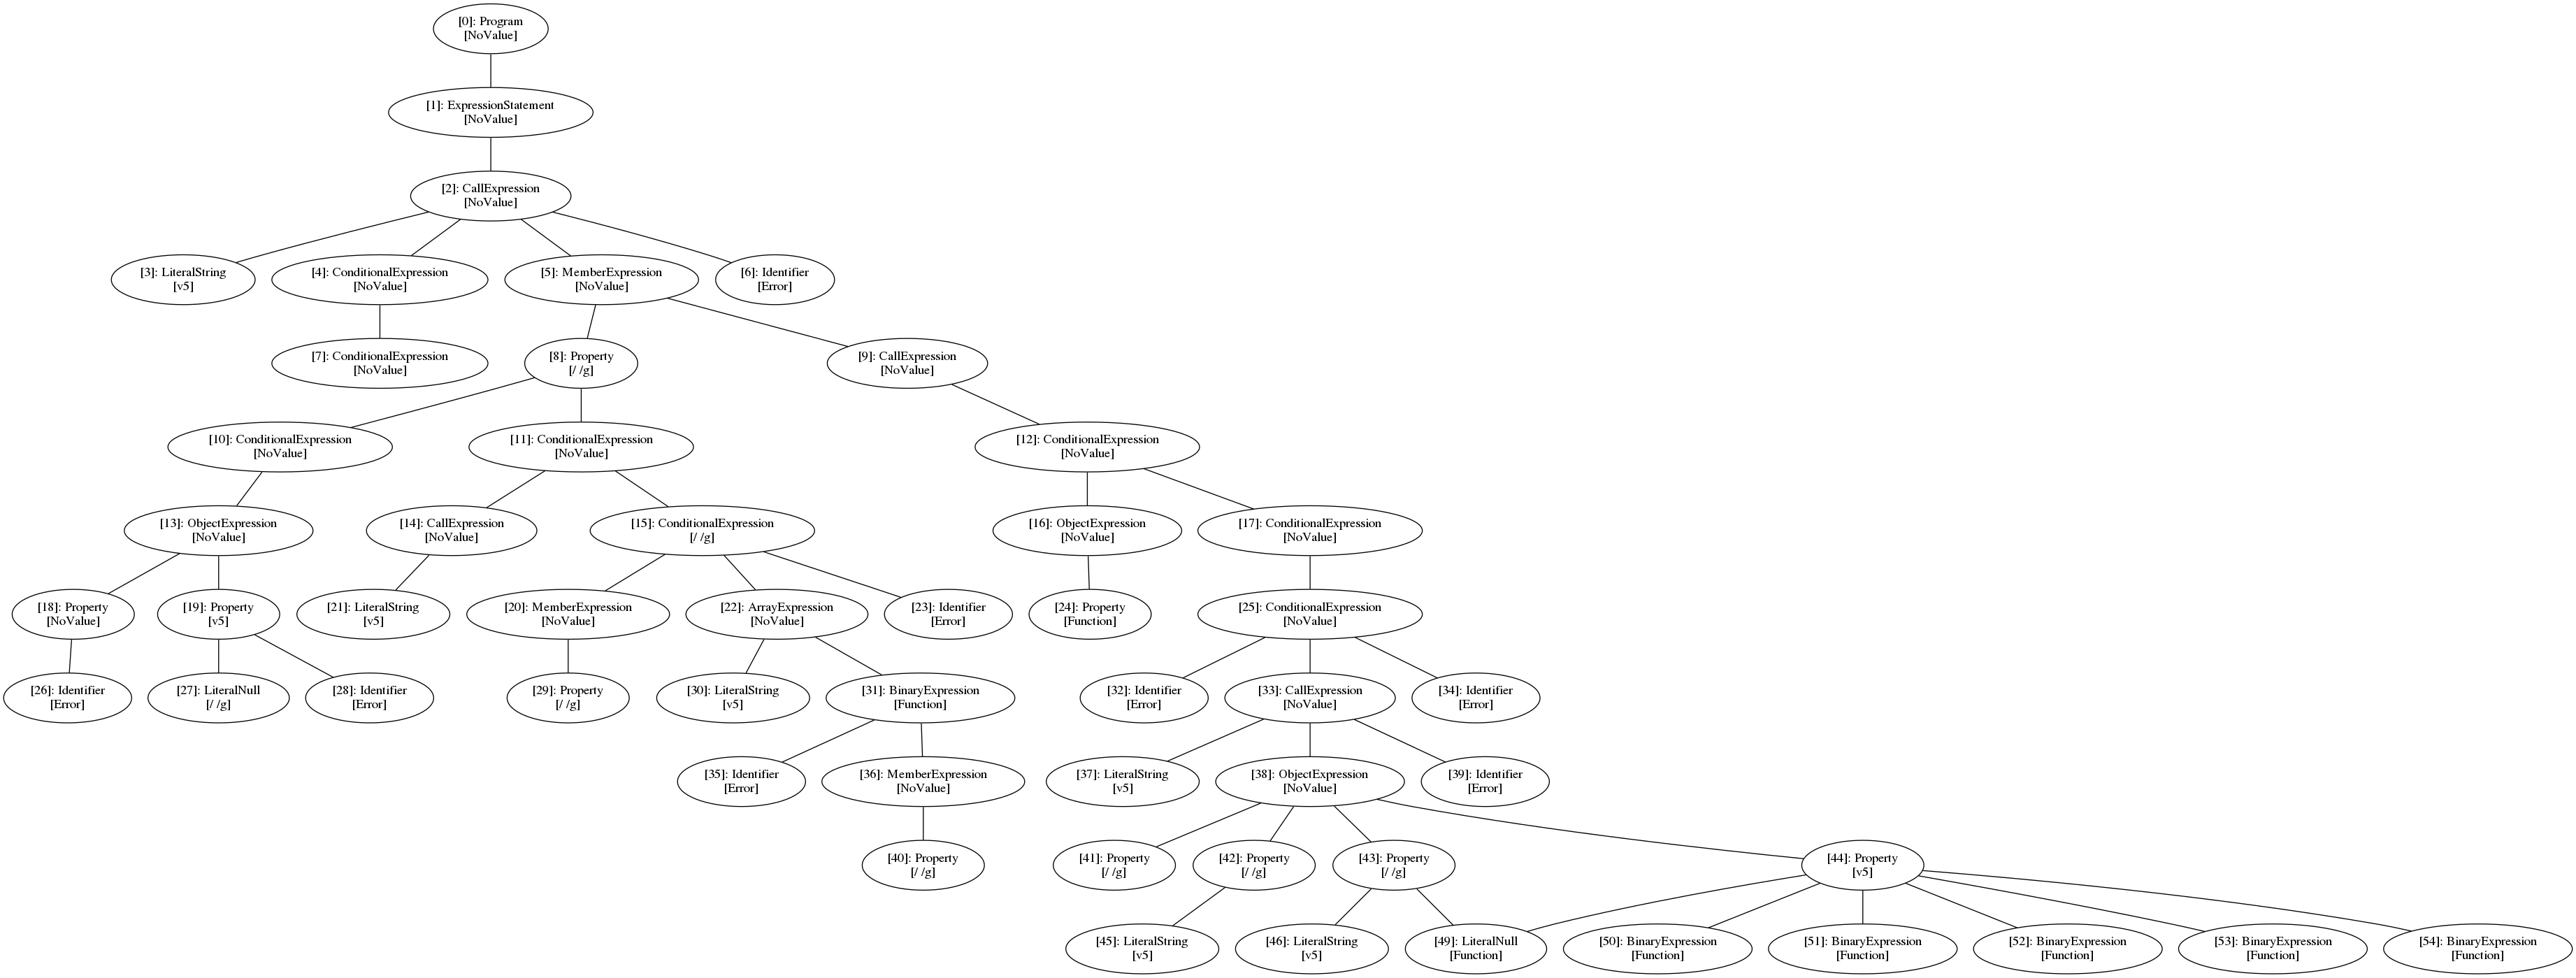 [0]: Program
[NoValue]
[1]: ExpressionStatement
[NoValue]
[2]: CallExpression
[NoValue]
[3]: LiteralString
[v5]
[4]: ConditionalExpression
[NoValue]
[5]: MemberExpression
[NoValue]
[6]: Identifier
[Error]
[7]: ConditionalExpression
[NoValue]
[8]: Property
[/ /g]
[9]: CallExpression
[NoValue]
[10]: ConditionalExpression
[NoValue]
[11]: ConditionalExpression
[NoValue]
[12]: ConditionalExpression
[NoValue]
[13]: ObjectExpression
[NoValue]
[14]: CallExpression
[NoValue]
[15]: ConditionalExpression
[/ /g]
[16]: ObjectExpression
[NoValue]
[17]: ConditionalExpression
[NoValue]
[18]: Property
[NoValue]
[19]: Property
[v5]
[21]: LiteralString
[v5]
[20]: MemberExpression
[NoValue]
[22]: ArrayExpression
[NoValue]
[23]: Identifier
[Error]
[24]: Property
[Function]
[25]: ConditionalExpression
[NoValue]
[26]: Identifier
[Error]
[27]: LiteralNull
[/ /g]
[28]: Identifier
[Error]
[29]: Property
[/ /g]
[30]: LiteralString
[v5]
[31]: BinaryExpression
[Function]
[32]: Identifier
[Error]
[33]: CallExpression
[NoValue]
[34]: Identifier
[Error]
[35]: Identifier
[Error]
[36]: MemberExpression
[NoValue]
[37]: LiteralString
[v5]
[38]: ObjectExpression
[NoValue]
[39]: Identifier
[Error]
[40]: Property
[/ /g]
[41]: Property
[/ /g]
[42]: Property
[/ /g]
[43]: Property
[/ /g]
[44]: Property
[v5]
[45]: LiteralString
[v5]
[46]: LiteralString
[v5]
[49]: LiteralNull
[Function]
[50]: BinaryExpression
[Function]
[51]: BinaryExpression
[Function]
[52]: BinaryExpression
[Function]
[53]: BinaryExpression
[Function]
[54]: BinaryExpression
[Function]